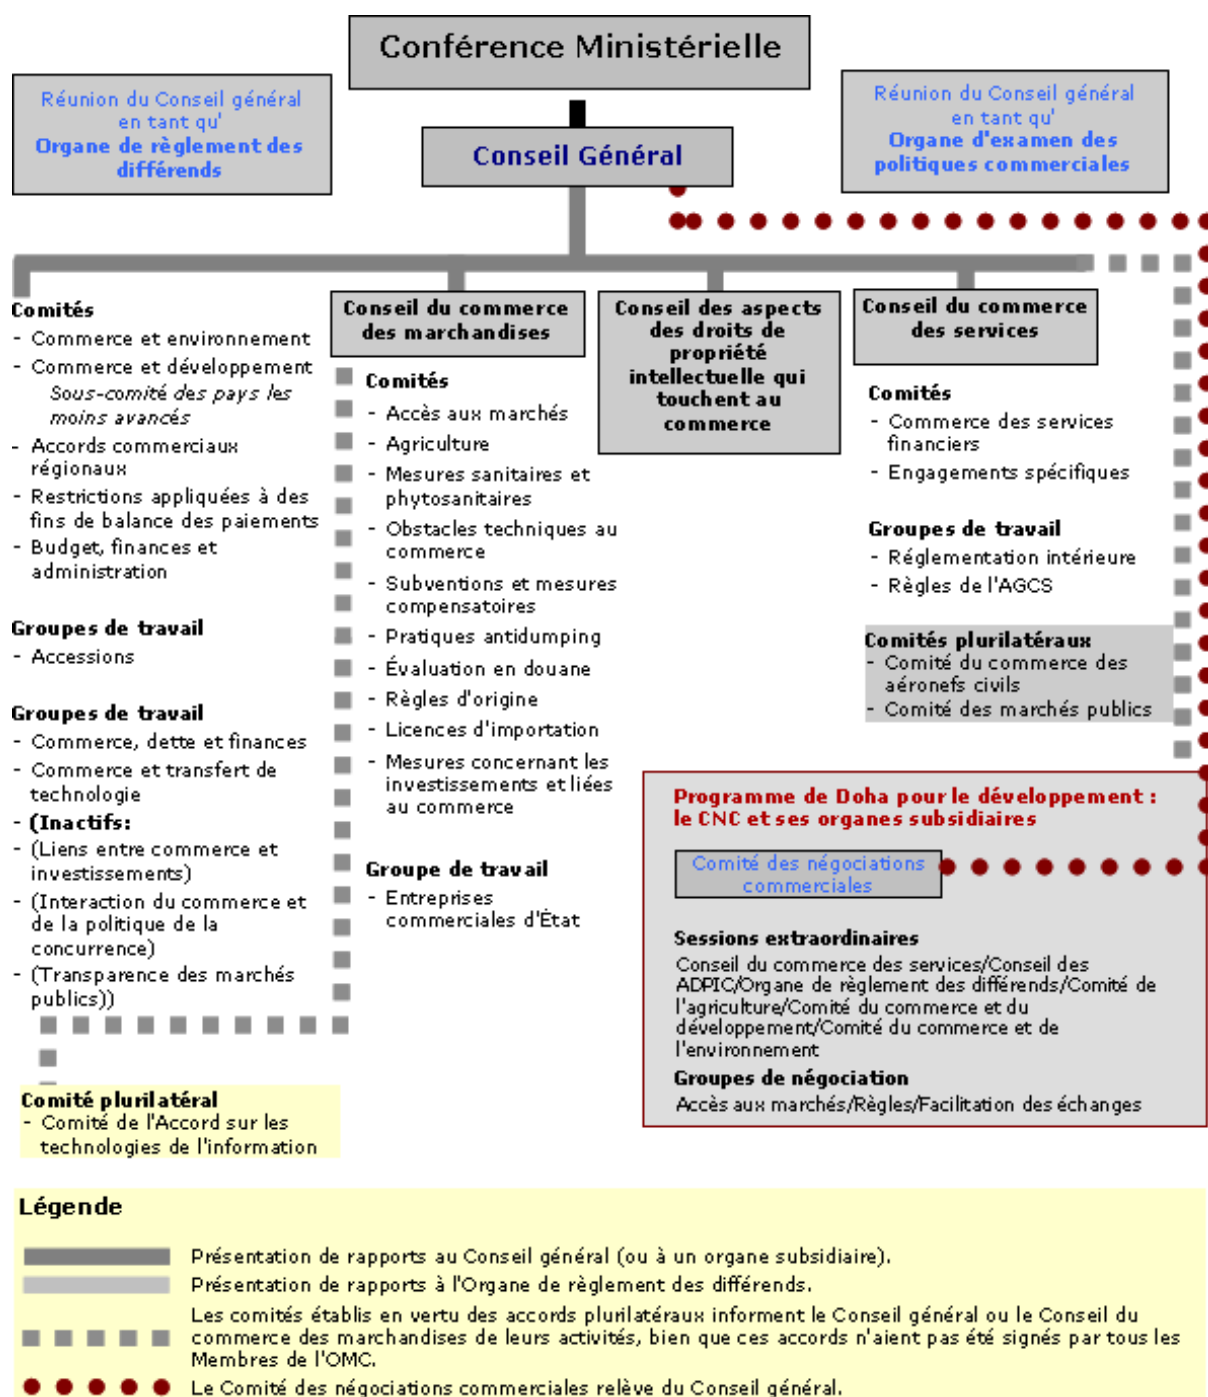 Conférence Ministérielle
Réunion du Conseil général
en tant qu'
Organe de règlement des
différends
Conseil Général
Réunion du Conseil général
en tant qu'
Organe d'examen des
politiques commerciales
Comités
- Commerce et environnement
- Commerce et développement
Sous-comité des pays les
moins avancés
- Accords commerciaux
régionaux
- Restrictions appliquées à des
fins de balance des paiements
- Budget, finances et
administration
Groupes de travail
- Accessions
Groupes de travail
- Commerce, dette et finances
- Commerce et transfert de
technologie
- (Inactifs:
- (Liens entre commerce et
investissements)
- (Interaction du commerce et
de la politique de la
concurrence)
- (Transparence des marchés
publics))
Comité plurilatéral
- Comité de l'Accord sur les
technologies de l'information
Conseil du commerce
des marchandises
Comités
- Accès aux marchés
- Agriculture
- Mesures sanitaires et
phytosanitaires
- Obstacles techniques au
commerce
- Subventions et mesures
compensatoires
- Pratiques antidumping
- Évaluation en douane
- Règles d'origine
- Licences d'importation
- Mesures concernant les
investissements et liées
au commerce
Groupe de travail
- Entreprises
commerciales d'État
Conseil des aspects
des droits de
propriété
intellectuelle qui
touchent au
commerce
Conseil du commerce
des services
Comités
- Commerce des services
financiers
- Engagements spécifiques
Groupes de travail
- Réglementation intérieure
- Règles de l'AGCS
Comités plurilatéraux
- Comité du commerce des
aéronefs civils
- Comité des marchés publics
Programme de Doha pour le développement :
le CNC et ses organes subsidiaires
Comité des négociations
commerciales
Sessions extraordinaires
Conseil du commerce des services/Conseil des
ADPIC/Organe de règlement des différends/Comité de
l'agriculture/Comité du commerce et du
développement/Comité du commerce et de
l'environnement
Groupes de négociation
Accès aux marchés/Règles/Facilitation des échanges
Légende
Présentation de rapports au Conseil général (ou à un organe subsidiaire).
Présentation de rapports à l'Organe de règlement des différends.
Les comités établis en vertu des accords plurilatéraux informent le Conseil général ou le Conseil du
commerce des marchandises de leurs activités, bien que ces accords n'aient pas été signés par tous les
Membres de l'OMC.
Le Comité des négociations commerciales relève du Conseil général.